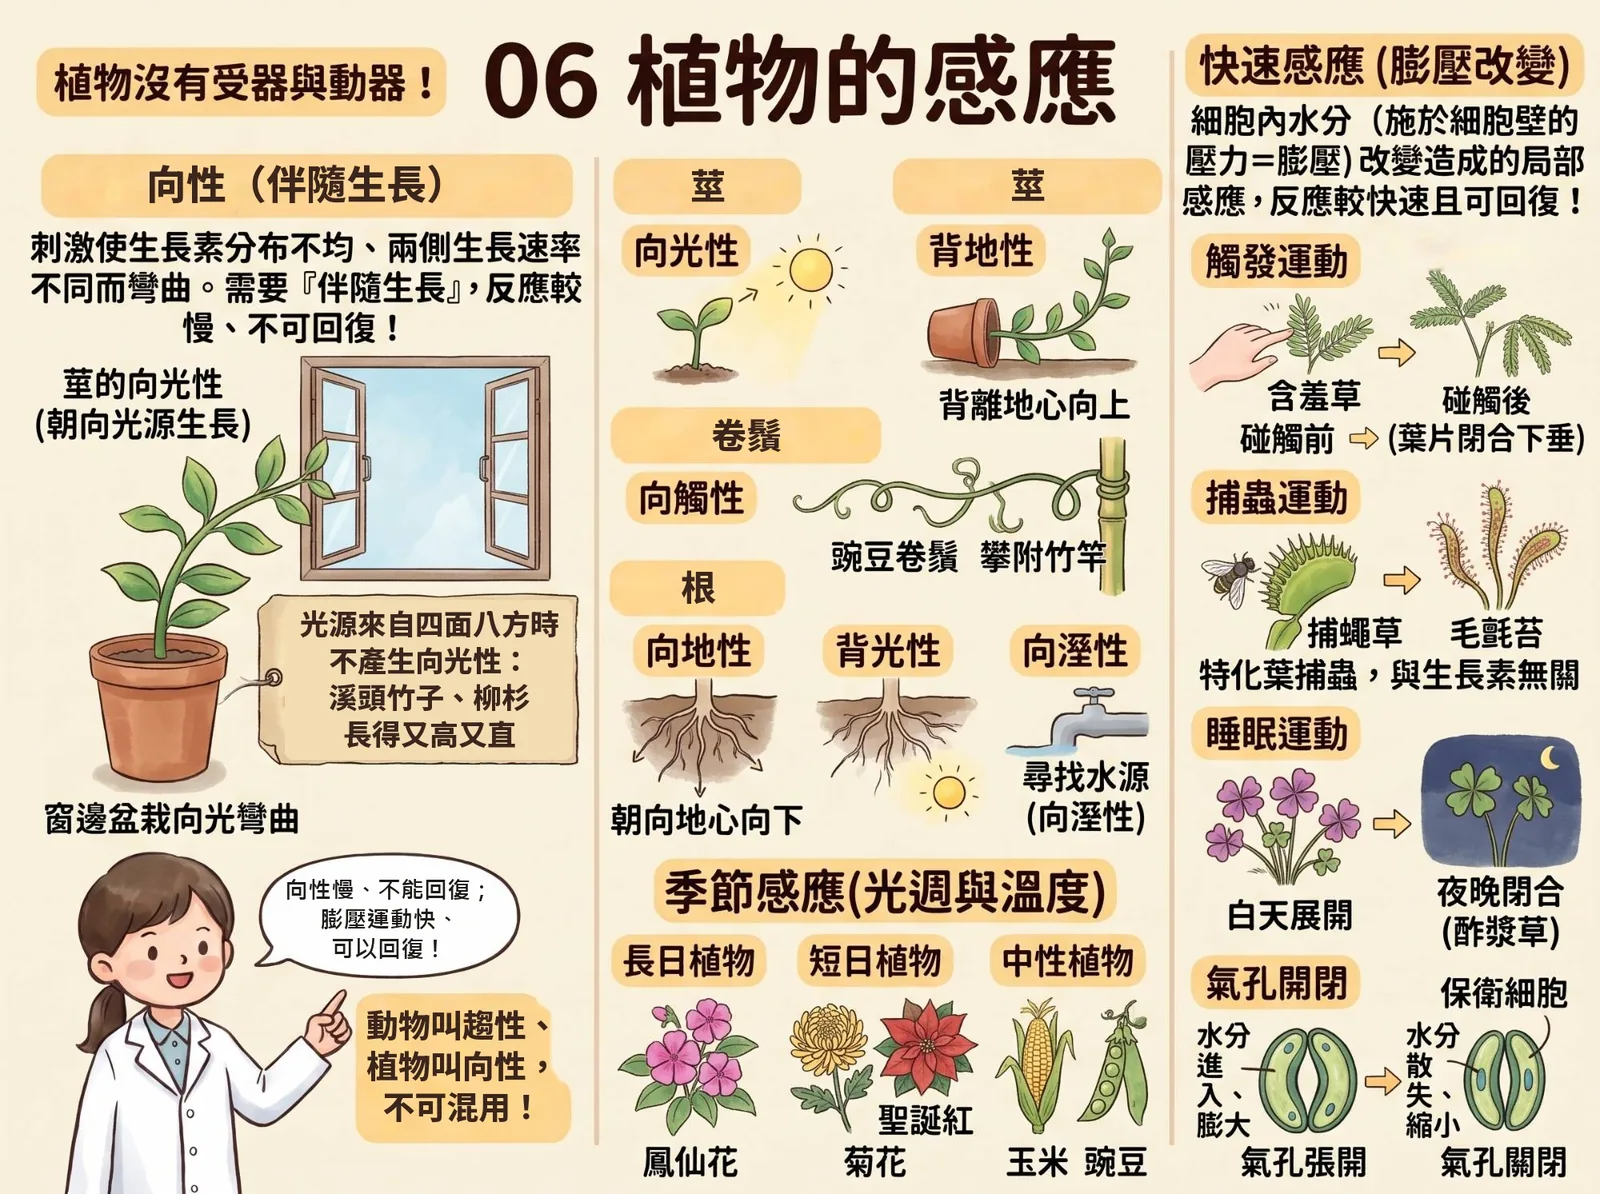 植物沒有受器與動器！
06 植物的感應
向性（伴隨生長）
刺激使生長素分布不均、兩側生長速率
不同而彎曲。需要『伴隨生長』，反應較
慢、不可回復！
莖的向光性
(朝向光源生長)
光源來自四面八方時
不產生向光性：
溪頭竹子、柳杉
長得又高又直
窗邊盆栽向光彎曲
向性慢、不能回復；
膨壓運動快、
可以回復！
動物叫趨性、
植物叫向性，
不可混用！
莖
向光性
莖
背地性
背離地心向上
卷鬚
向觸性
豌豆卷鬚 攀附竹竿
根
向地性
朝向地心向下
背光性
向溼性
尋找水源
(向溼性)
季節感應(光週與溫度)
長日植物
鳳仙花
短日植物
聖誕紅
菊花
中性植物
玉米 豌豆
快速感應 (膨壓改變)
細胞內水分（施於細胞壁的
壓力＝膨壓) 改變造成的局部
感應，反應較快速且可回復！
觸發運動
含羞草
碰觸前
碰觸後
(葉片閉合下垂)
捕蟲運動
捕蠅草
毛氈苔
特化葉捕蟲，與生長素無關
睡眠運動
白天展開
夜晚閉合
(酢漿草)
氣孔開閉
保衛細胞
水分
進
入、
膨大
氣孔張開
水分
散
失、
縮小
氣孔關閉